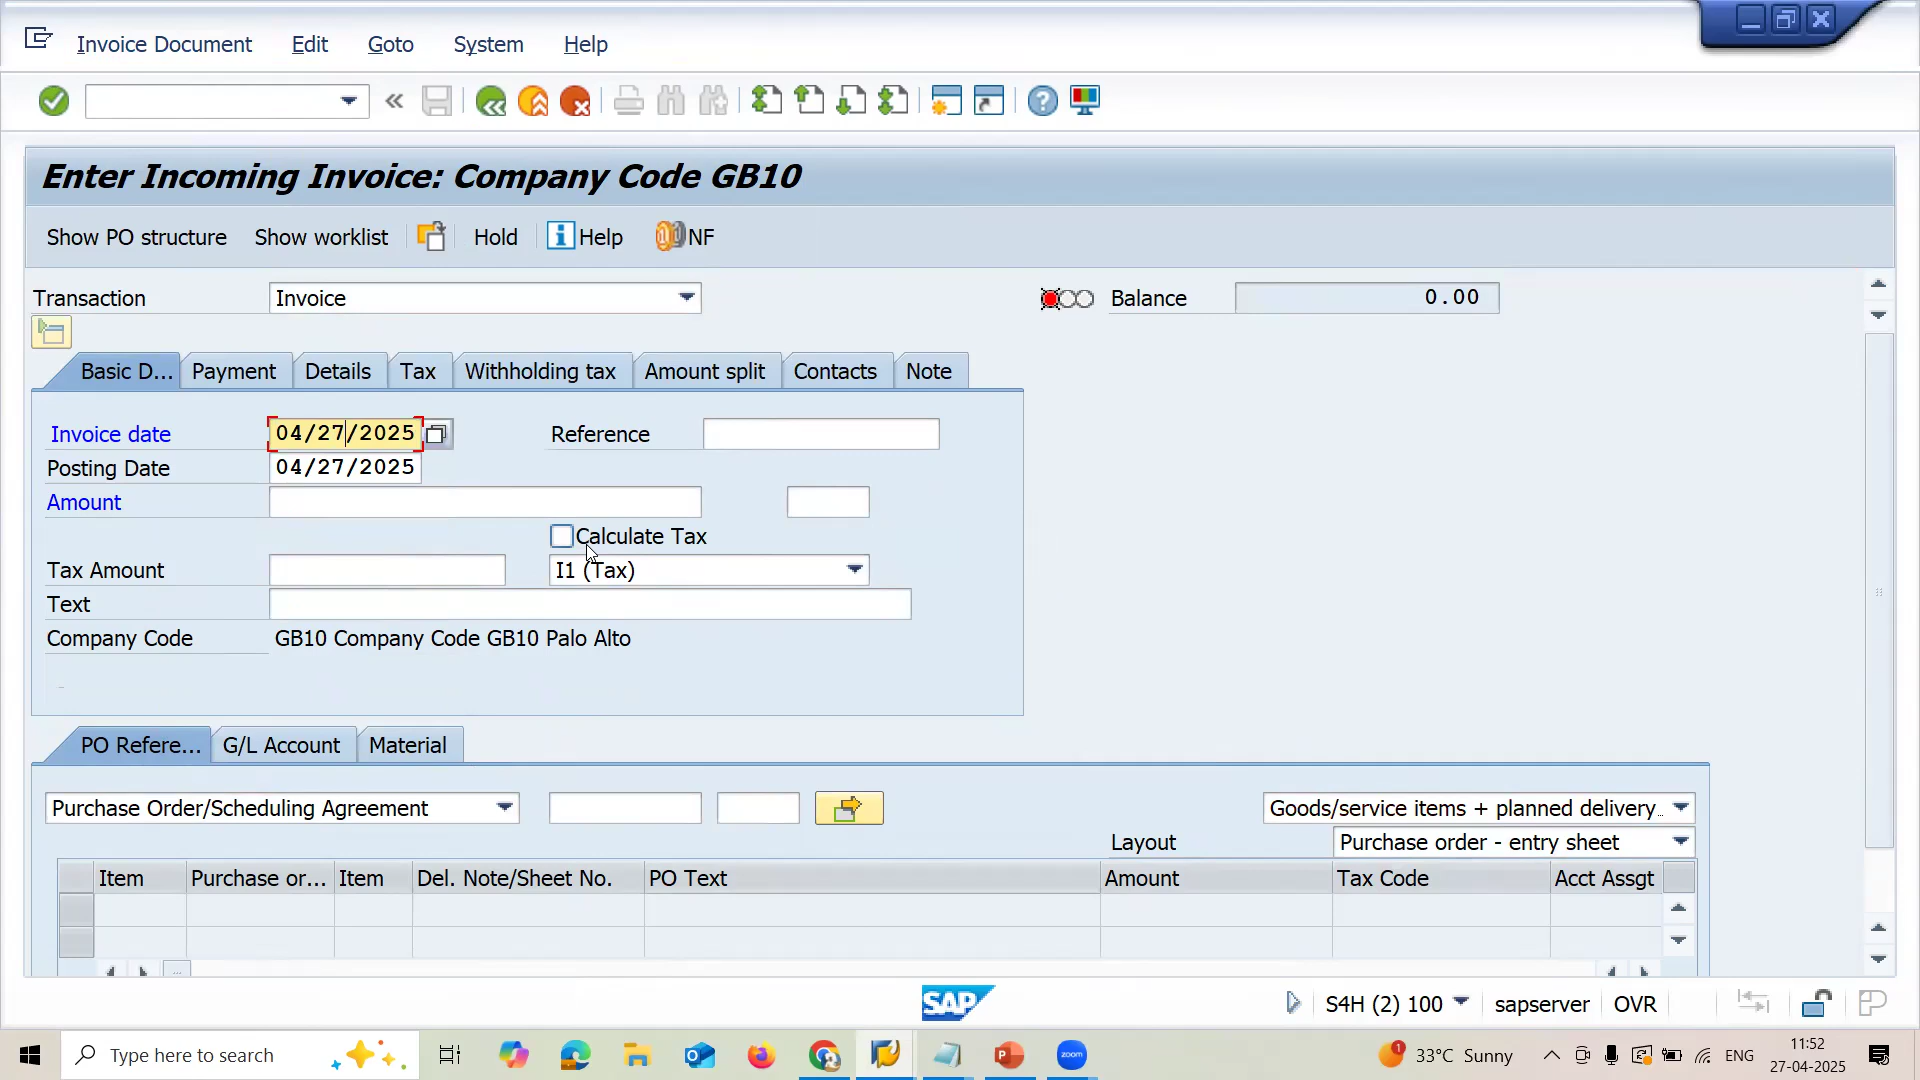 Invoice Document Edit Goto System Help
Enter Incoming Invoice: Company Code GB10
Show PO structure Show worklist Hold Help NF
Transaction Invoice Balance 0.00
Basic D... Payment Details Tax Withholding tax Amount split Contacts Note
Invoice date 04/27/2025 Reference
Posting Date 04/27/2025
Amount
Calculate Tax
Tax Amount I1 (Tax)
Text
Company Code GB10 Company Code GB10 Palo Alto
PO Refere... G/L Account Material
Purchase Order/Scheduling Agreement Goods/service items + planned delivery..
Layout Purchase order - entry sheet
Item Purchase or... Item Del. Note/Sheet No. PO Text Amount Tax Code Acct Assgt
SAP S4H (2) 100 sapserver OVR
Type here to search zoom 1 33°C Sunny ENG 11:52
27-04-2025